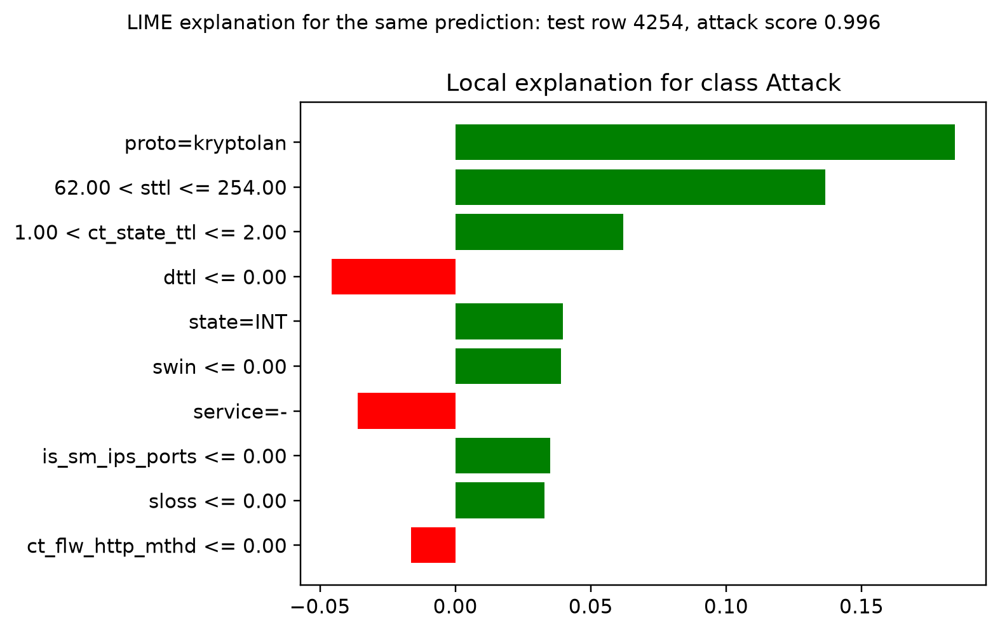 LIME explanation for the same prediction: test row 4254, attack score 0.996
Local explanation for class Attack
proto=kryptolan
62.00 < sttl <= 254.00
1.00 < ct_state_ttl <= 2.00
dttl <= 0.00
state=INT
swin <= 0.00
service=-
is_sm_ips_ports <= 0.00
sloss <= 0.00
ct_flw_http_mthd <= 0.00
−0.05 0.00 0.05 0.10 0.15